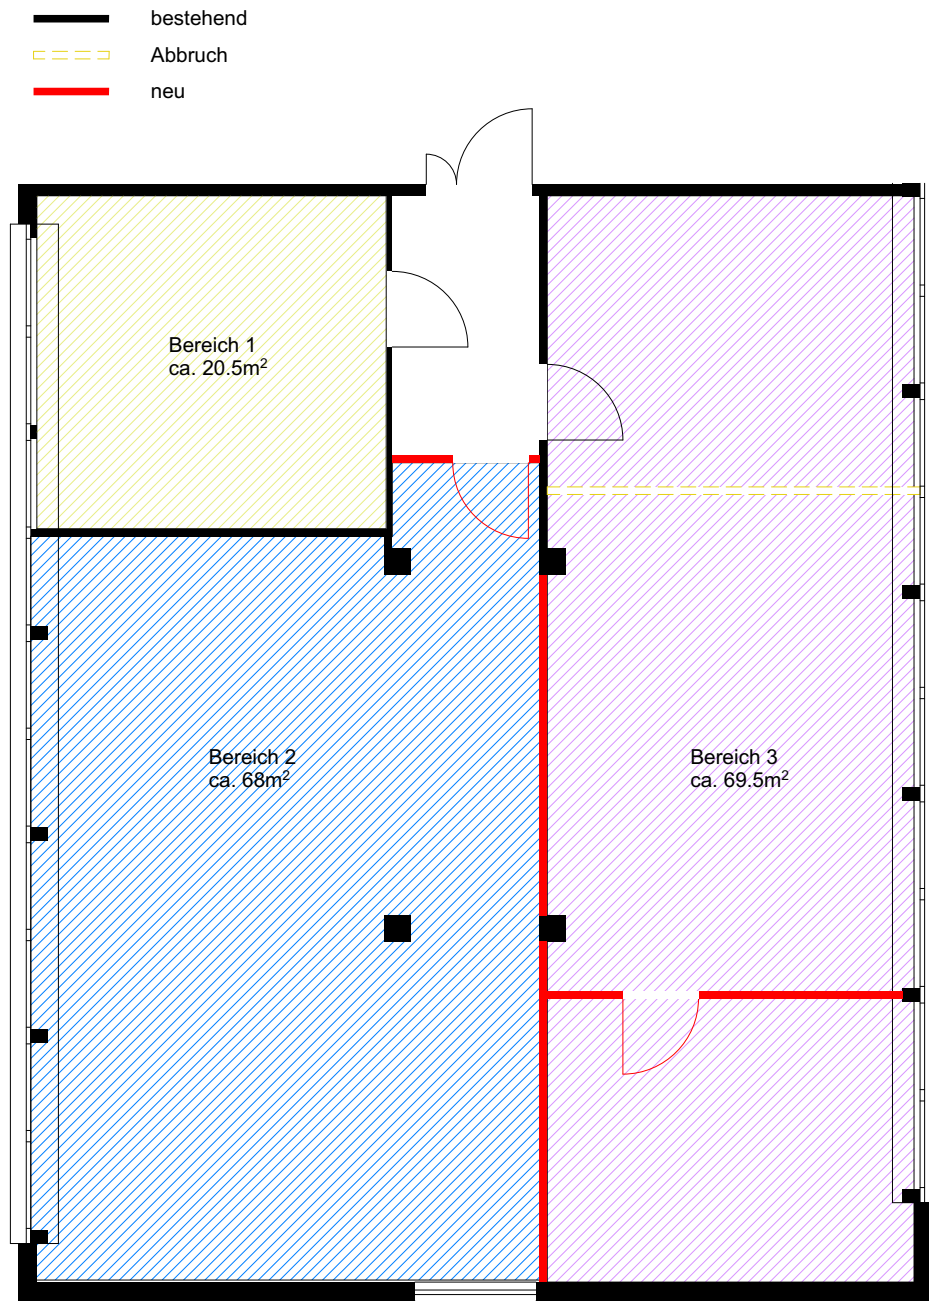 bestehend
Abbruch
neu
Bereich 1
ca. 20.5m²
Bereich 2
ca. 68m²
Bereich 3
ca. 69.5m²